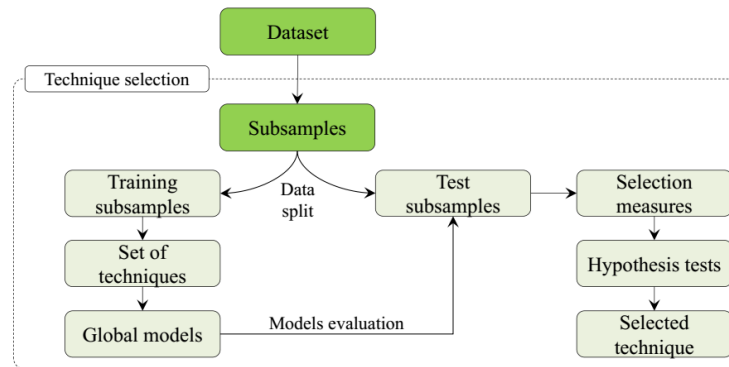 Dataset
Technique selection
Subsamples
Training
subsamples
Data
split
Test
subsamples
Selection
measures
Set of
techniques
Hypothesis tests
Global models
Models evaluation
Selected
technique